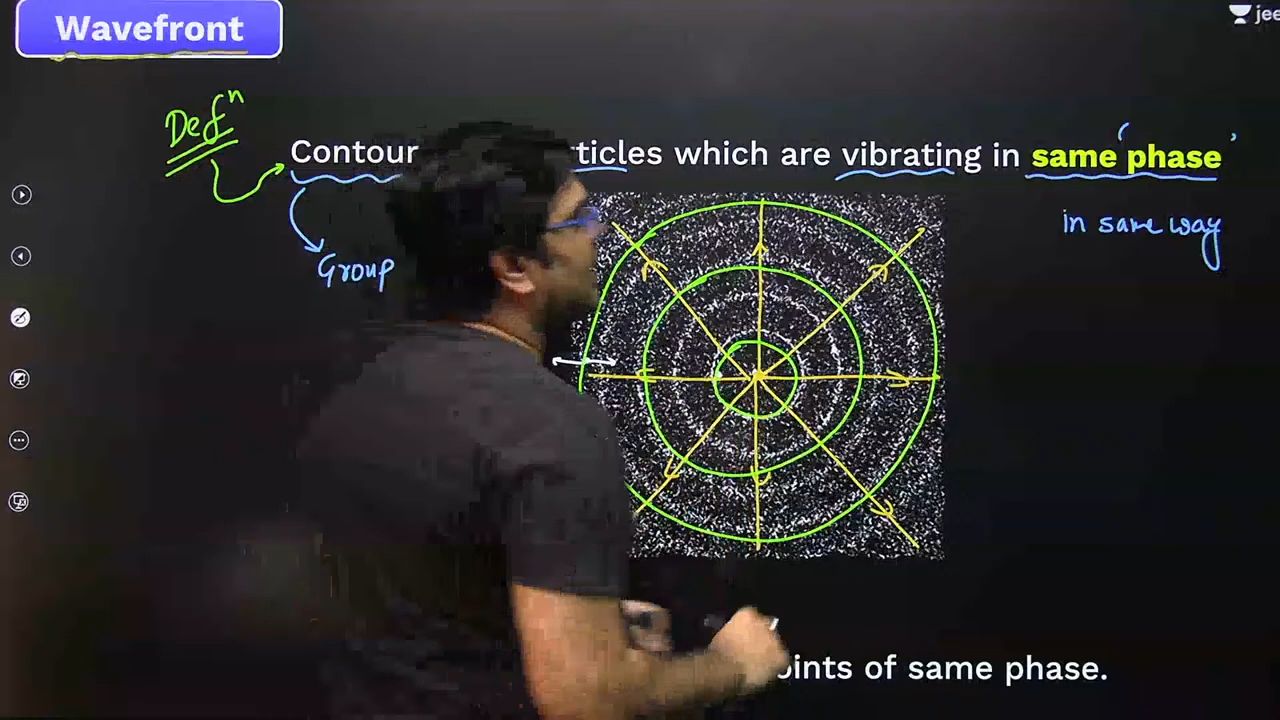 Wavefront
jee
Defⁿ
Contour ticles which are vibrating in same 'phase'
in same way
Group
oints of same phase.